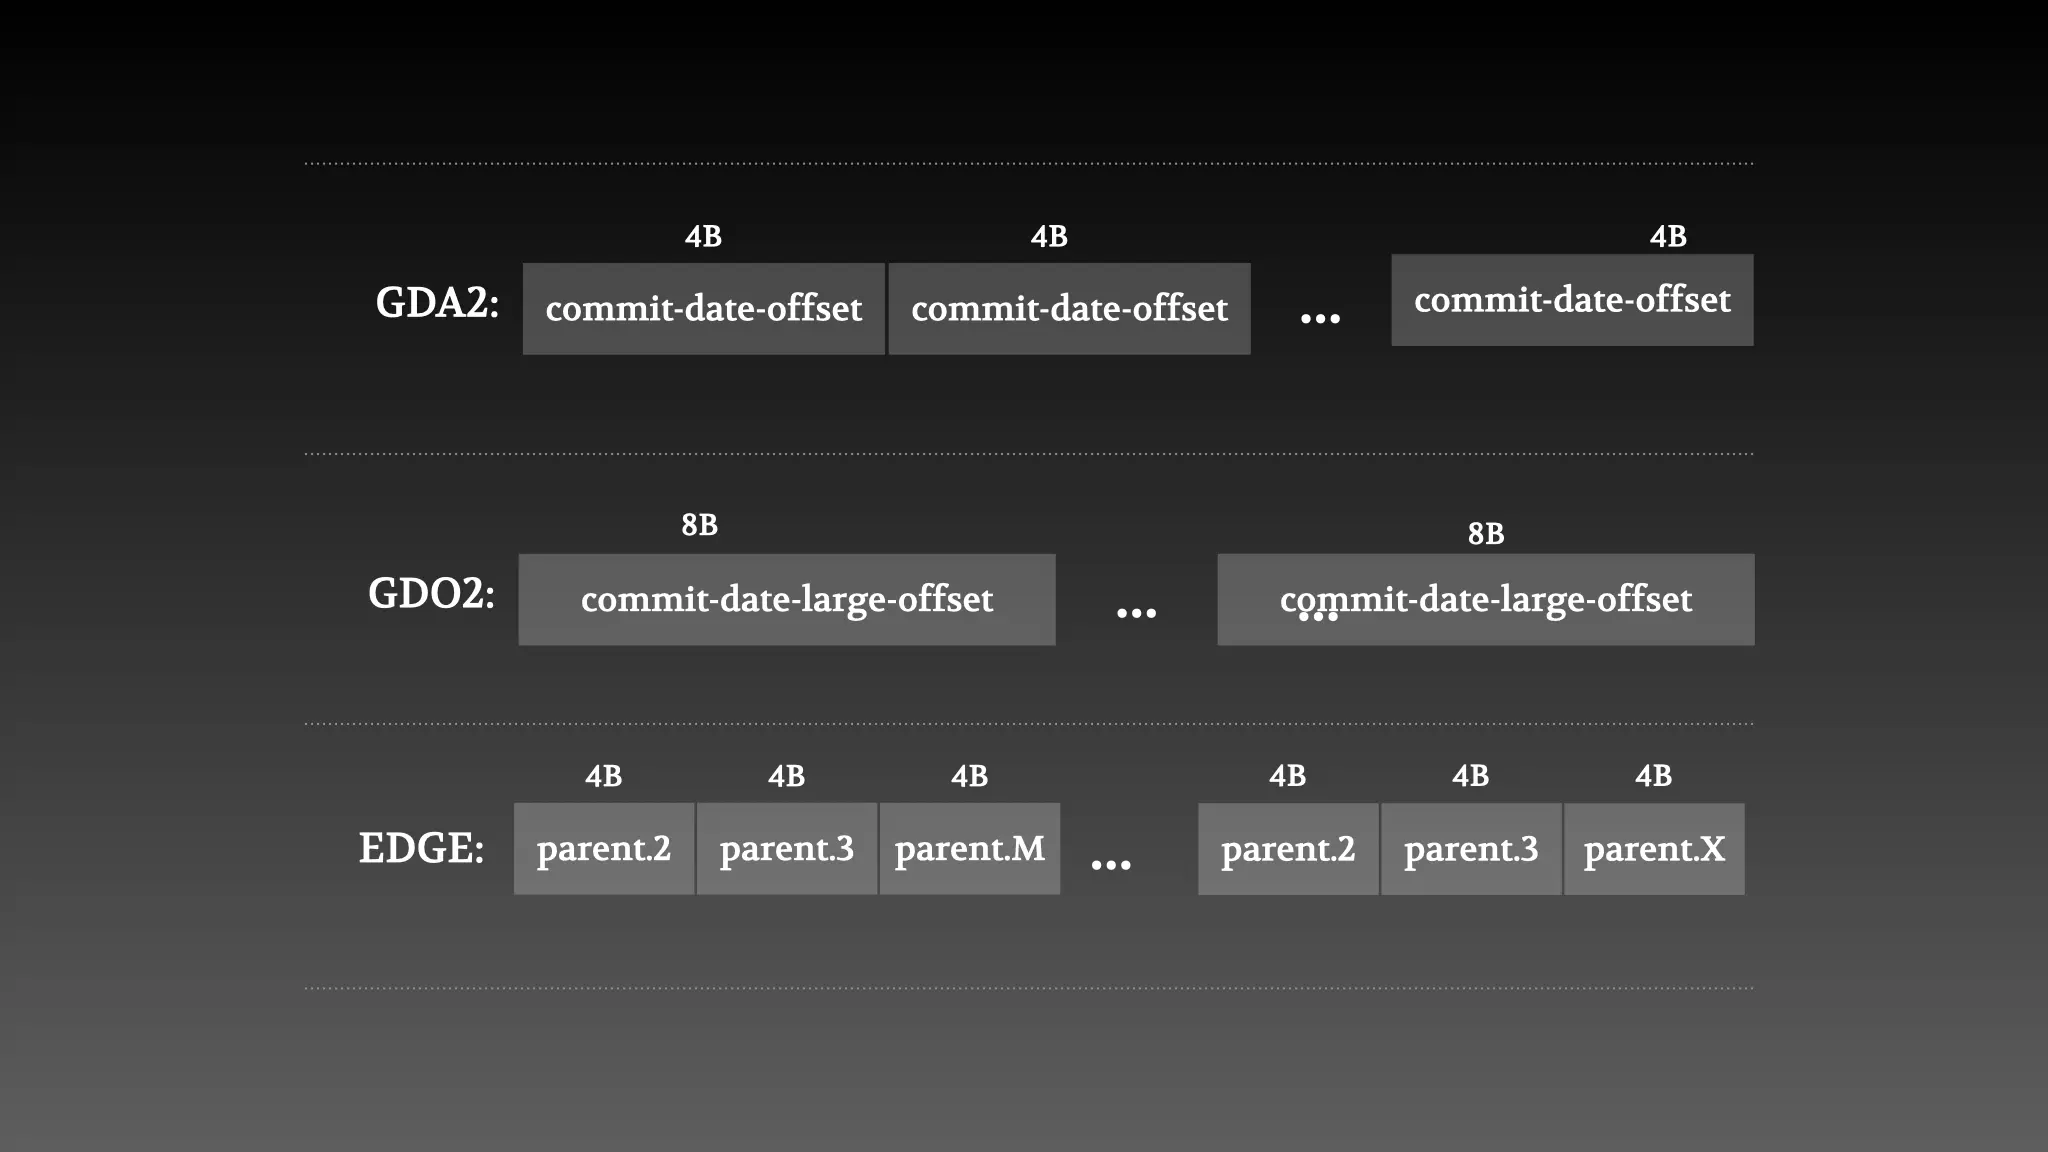 4B 4B 4B
GDA2: commit-date-offset commit-date-offset ... commit-date-offset
8B 8B
GDO2: commit-date-large-offset ... commit-date-large-offset ...
4B 4B 4B 4B 4B 4B
EDGE: parent.2 parent.3 parent.M ... parent.2 parent.3 parent.X